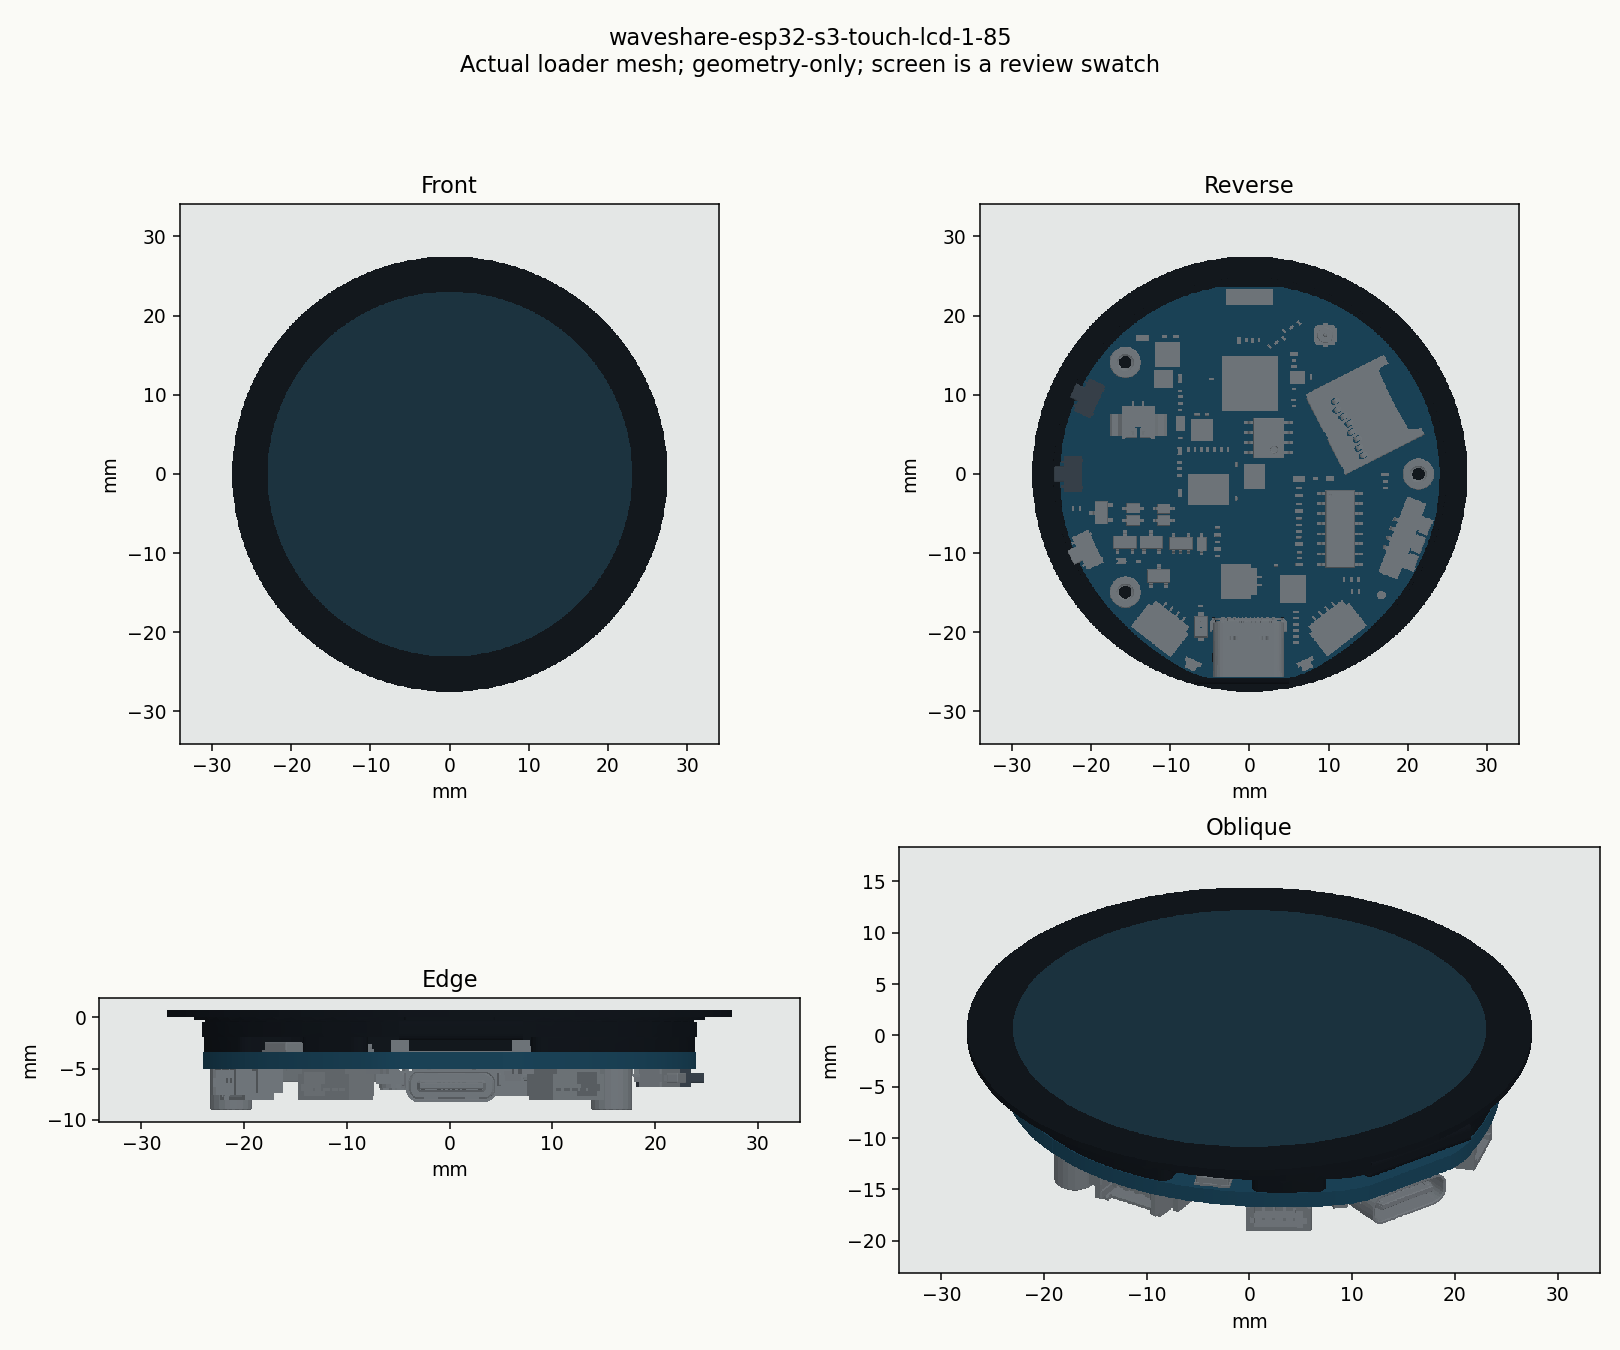 waveshare-esp32-s3-touch-lcd-1-85
Actual loader mesh; geometry-only; screen is a review swatch
Front
30
20
10
0
−10
−20
−30
mm
−30 −20 −10 0 10 20 30
mm
Reverse
30
20
10
0
−10
−20
−30
mm
−30 −20 −10 0 10 20 30
mm
Edge
0
−5
−10
mm
−30 −20 −10 0 10 20 30
mm
Oblique
15
10
5
0
−5
−10
−15
−20
mm
−30 −20 −10 0 10 20 30
mm